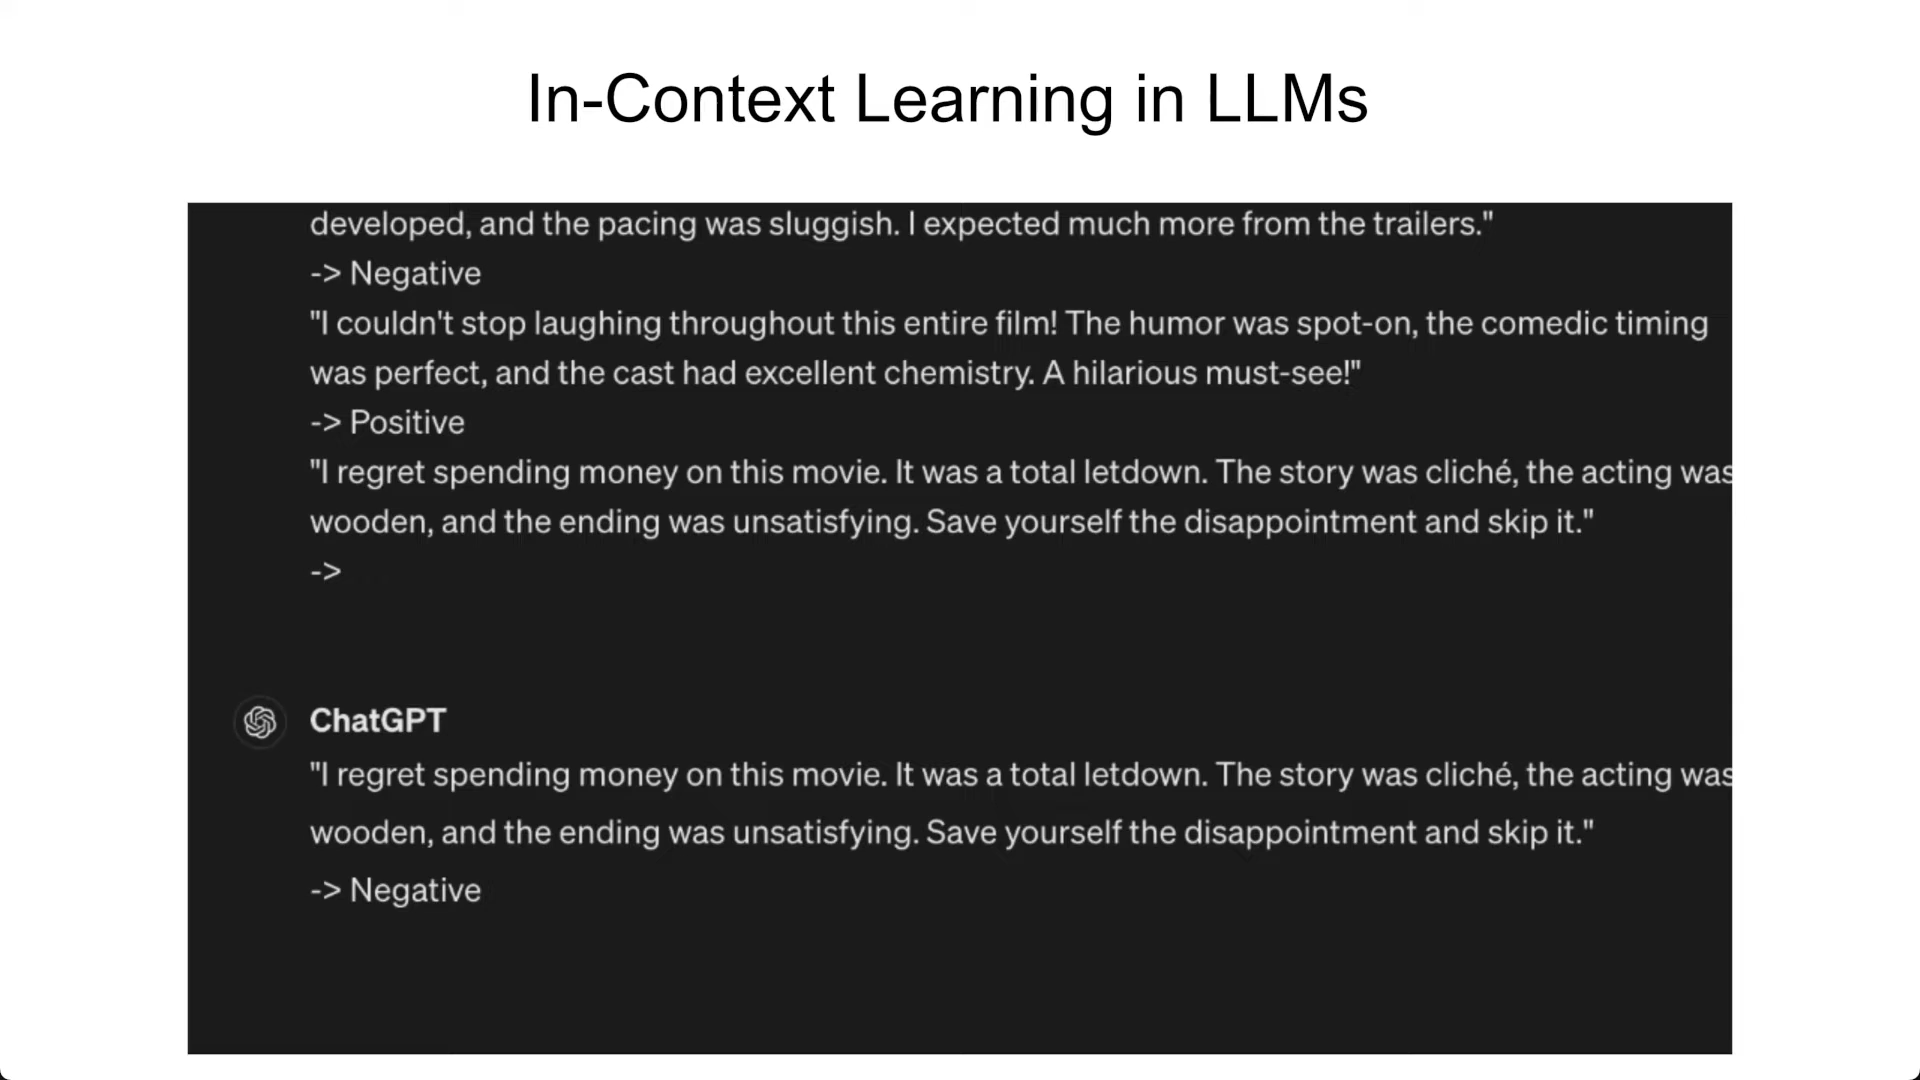 In-Context Learning in LLMs
developed, and the pacing was sluggish. I expected much more from the trailers."
-> Negative
"I couldn't stop laughing throughout this entire film! The humor was spot-on, the comedic timing
was perfect, and the cast had excellent chemistry. A hilarious must-see!"
-> Positive
"I regret spending money on this movie. It was a total letdown. The story was cliché, the acting was
wooden, and the ending was unsatisfying. Save yourself the disappointment and skip it."
->
ChatGPT
"I regret spending money on this movie. It was a total letdown. The story was cliché, the acting was
wooden, and the ending was unsatisfying. Save yourself the disappointment and skip it."
-> Negative